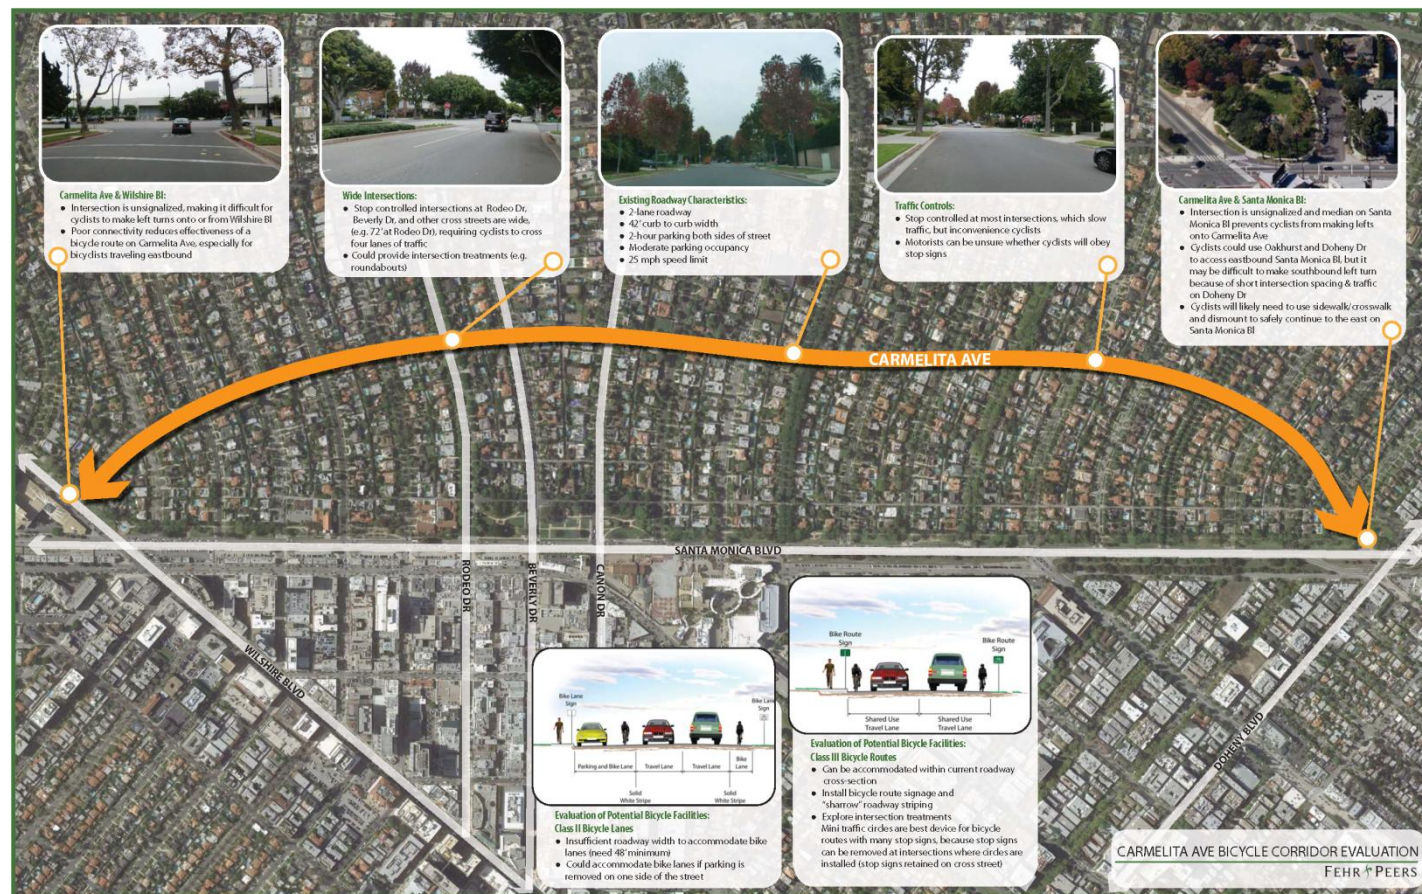 Carmelita Ave & Wilshire Bl:
● Intersection is unsignalized, making it difficult for
cyclists to make left turns onto or from Wilshire Bl
● Poor connectivity reduces effectiveness of a
bicycle route on Carmelita Ave, especially for
bicyclists traveling eastbound
Wide Intersections:
● Stop controlled intersections at Rodeo Dr,
Beverly Dr, and other cross streets are wide,
(e.g. 72' at Rodeo Dr), requiring cyclists to cross
four lanes of traffic
● Could provide intersection treatments (e.g.
roundabouts)
Existing Roadway Characteristics:
● 2-lane roadway
● 42' curb to curb width
● 2-hour parking both sides of street
● Moderate parking occupancy
● 25 mph speed limit
Traffic Controls:
● Stop controlled at most intersections, which slow
traffic, but inconvenience cyclists
● Motorists can be unsure whether cyclists will obey
stop signs
Carmelita Ave & Santa Monica Bl:
● Intersection is unsignalized and median on Santa
Monica Bl prevents cyclists from making lefts
onto Carmelita Ave
● Cyclists could use Oakhurst and Doheny Dr
to access eastbound Santa Monica Bl, but it
may be difficult to make southbound left turn
because of short intersection spacing & traffic
on Doheny Dr
● Cyclists will likely need to use sidewalk/crosswalk
and dismount to safely continue to the east on
Santa Monica Bl
CARMELITA AVE
SANTA MONICA BLVD
RODEO DR
BEVERLY DR
CANON DR
WILSHIRE BLVD
DOHENY BLVD
Bike Lane
Sign
Bike Lane
Sign
Parking and Bike Lane
Travel Lane
Travel Lane
Bike
Lane
Solid
White Stripe
Solid
White Stripe
Evaluation of Potential Bicycle Facilities:
Class II Bicycle Lanes
● Insufficient roadway width to accommodate bike
lanes (need 48' minimum)
● Could accommodate bike lanes if parking is
removed on one side of the street
Bike Route
Sign
Bike Route
Sign
Shared Use
Travel Lane
Shared Use
Travel Lane
Evaluation of Potential Bicycle Facilities:
Class III Bicycle Routes
● Can be accommodated within current roadway
cross-section
● Install bicycle route signage and
"sharrow" roadway striping
● Explore intersection treatments
Mini traffic circles are best device for bicycle
routes with many stop signs, because stop signs
can be removed at intersections where circles are
installed (stop signs retained on cross street)
CARMELITA AVE BICYCLE CORRIDOR EVALUATION
FEHR PEERS